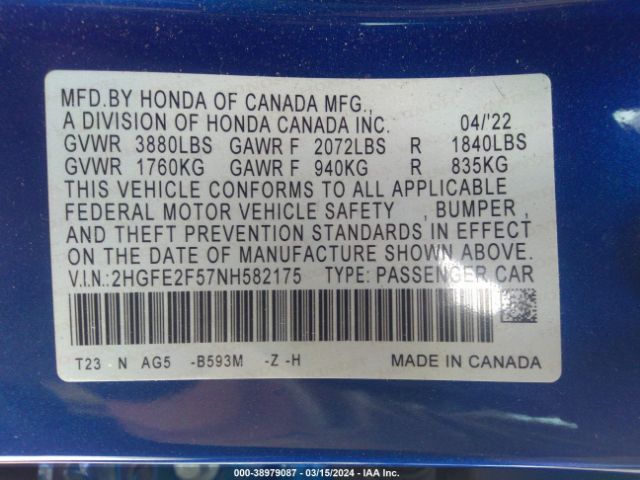 MFD.BY HONDA OF CANADA MFG.,
A DIVISION OF HONDA CANADA INC. 04/'22
GVWR 3880LBS GAWR F 2072LBS R 1840LBS
GVWR 1760KG GAWR F 940KG R 835KG
THIS VEHICLE CONFORMS TO ALL APPLICABLE
FEDERAL MOTOR VEHICLE SAFETY , BUMPER ,
AND THEFT PREVENTION STANDARDS IN EFFECT
ON THE DATE OF MANUFACTURE SHOWN ABOVE.
V.I.N.:2HGFE2F57NH582175 TYPE: PASSENGER CAR
T23 N AG5 -B593M -Z -H MADE IN CANADA
000-38979087 - 03/15/2024 - IAA Inc.